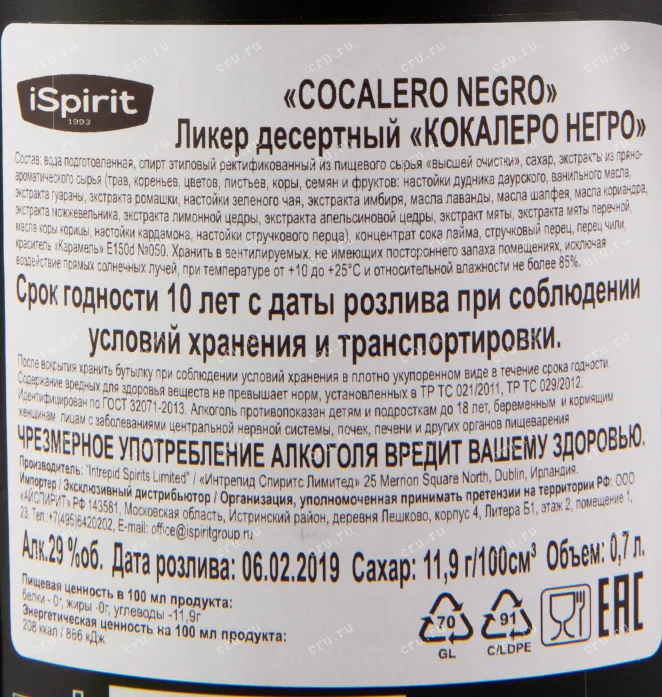 iSpirit
1993
«COCALERO NEGRO»
Ликер десертный «КОКАЛЕРО НЕГРО»
Состав: вода подготовленная, спирт этиловый ректификованный из пищевого сырья «высшей очистки», сахар, экстракты из пряно-
ароматического сырья (трав, кореньев, цветов, листьев, коры, семян и фруктов: настойки дудника даурского, ванильного масла,
экстракта гуараны, экстракта ромашки, настойки зеленого чая, экстракта имбиря, масла лаванды, масла шалфея, масла кориандра,
экстракта можжевельника, экстракта лимонной цедры, экстракта апельсиновой цедры, экстракт мяты, экстракта мяты перечной,
масла коры корицы, настойки кардамона, настойки стручкового перца), концентрат сока лайма, стручковый перец, перец чили,
краситель «Карамель» E150d №050. Хранить в вентилируемых, не имеющих постороннего запаха помещениях, исключая
воздействие прямых солнечных лучей, при температуре от +10 до +25°С и относительной влажности не более 85%.
Срок годности 10 лет с даты розлива при соблюдении
условий хранения и транспортировки.
После вскрытия хранить бутылку при соблюдении условий хранения в плотно укупоренном виде в течение срока годности.
Содержание вредных для здоровья веществ не превышает норм, установленных в ТР ТС 021/2011, ТР ТС 029/2012.
Идентифицирован по ГОСТ 32071-2013. Алкоголь противопоказан детям и подросткам до 18 лет, беременным и кормящим
женщинам, лицам с заболеваниями центральной нервной системы, почек, печени и других органов пищеварения
ЧРЕЗМЕРНОЕ УПОТРЕБЛЕНИЕ АЛКОГОЛЯ ВРЕДИТ ВАШЕМУ ЗДОРОВЬЮ.
Производитель: "Intrepid Spirits Limited" / «Интрепид Спиритс Лимитед» 25 Merrion Square North, Dublin, Ирландия.
Импортер / Эксклюзивный дистрибьютор / Организация, уполномоченная принимать претензии на территории РФ: ООО
«АЙСПИРИТ» РФ 143581, Московская область, Истринский район, деревня Лешково, корпус 4, Литера Б1, этаж 2, помещение 1,
23. Тел.:+7(495)6420202, E-mail: office@ispiritgroup.ru
Алк.29 %об. Дата розлива: 06.02.2019 Сахар: 11,9 г/100см³ Объем: 0,7 л.
Пищевая ценность в 100 мл продукта:
белки - 0г, жиры -0г, углеводы -11,9г
Энергетическая ценность на 100 мл продукта:
208 ккал / 866 кДж
70
GL
91
C/LDPE
EAC
cru.ru